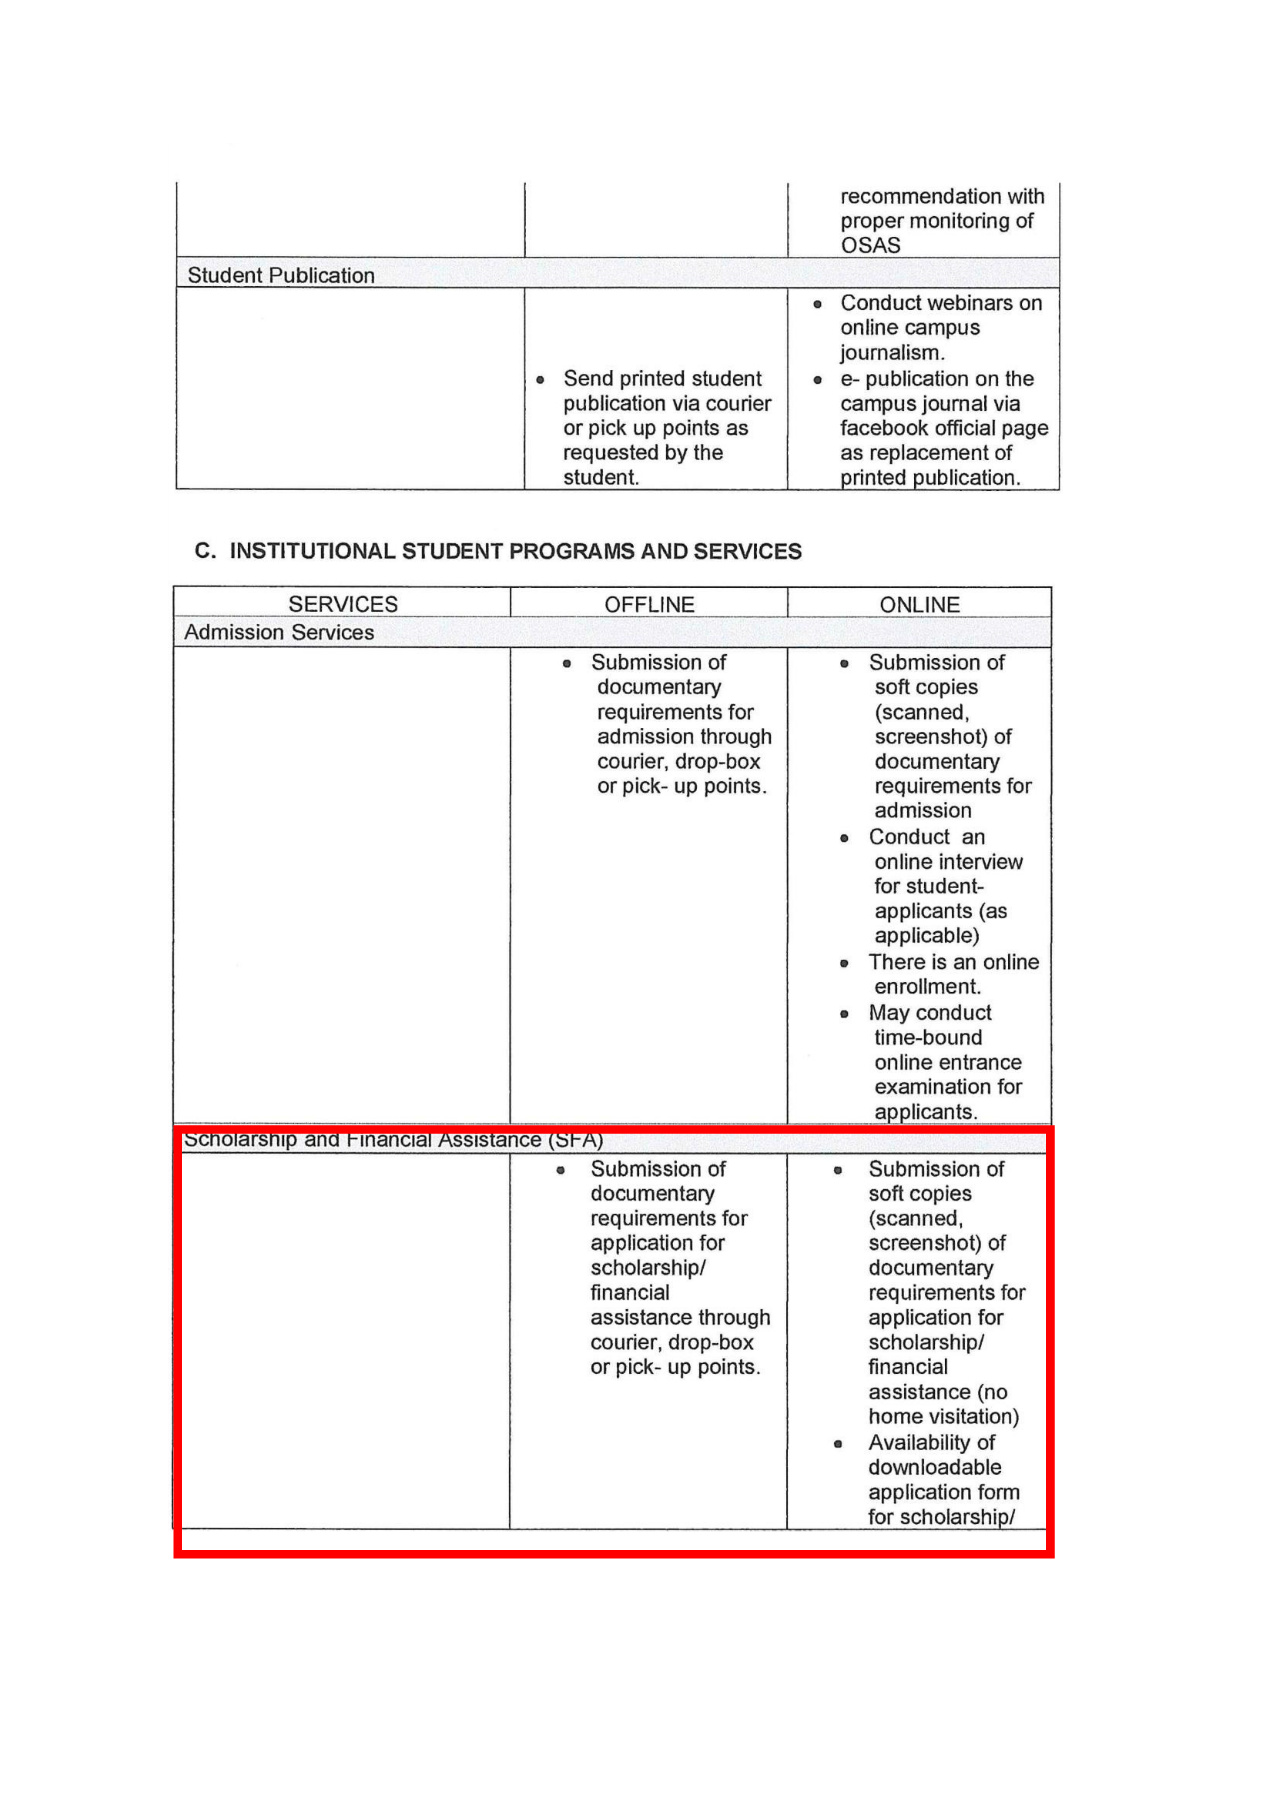 recommendation with
proper monitoring of
OSAS
Student Publication
• Send printed student
publication via courier
or pick up points as
requested by the
student.
• Conduct webinars on
online campus
journalism.
• e- publication on the
campus journal via
facebook official page
as replacement of
printed publication.
C. INSTITUTIONAL STUDENT PROGRAMS AND SERVICES
SERVICES OFFLINE ONLINE
Admission Services
• Submission of
documentary
requirements for
admission through
courier, drop-box
or pick- up points.
• Submission of
soft copies
(scanned,
screenshot) of
documentary
requirements for
admission
• Conduct an
online interview
for student-
applicants (as
applicable)
• There is an online
enrollment.
• May conduct
time-bound
online entrance
examination for
applicants.
Scholarship and Financial Assistance (SFA)
• Submission of
documentary
requirements for
application for
scholarship/
financial
assistance through
courier, drop-box
or pick- up points.
• Submission of
soft copies
(scanned,
screenshot) of
documentary
requirements for
application for
scholarship/
financial
assistance (no
home visitation)
• Availability of
downloadable
application form
for scholarship/